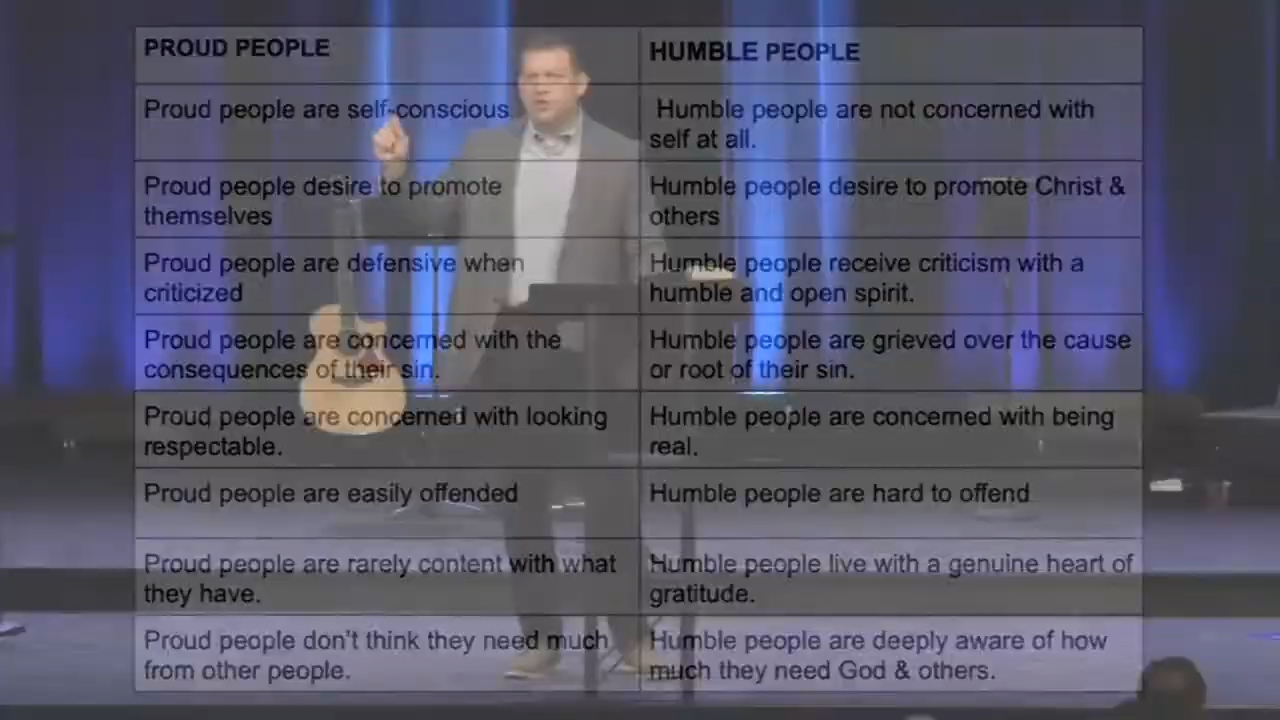 PROUD PEOPLE
HUMBLE PEOPLE
Proud people are self-conscious
Humble people are not concerned with
self at all.
Proud people desire to promote
themselves
Humble people desire to promote Christ &
others
Proud people are defensive when
criticized
Humble people receive criticism with a
humble and open spirit.
Proud people are concerned with the
consequences of their sin.
Humble people are grieved over the cause
or root of their sin.
Proud people are concerned with looking
respectable.
Humble people are concerned with being
real.
Proud people are easily offended
Humble people are hard to offend
Proud people are rarely content with what
they have.
Humble people live with a genuine heart of
gratitude.
Proud people don't think they need much
from other people.
Humble people are deeply aware of how
much they need God & others.